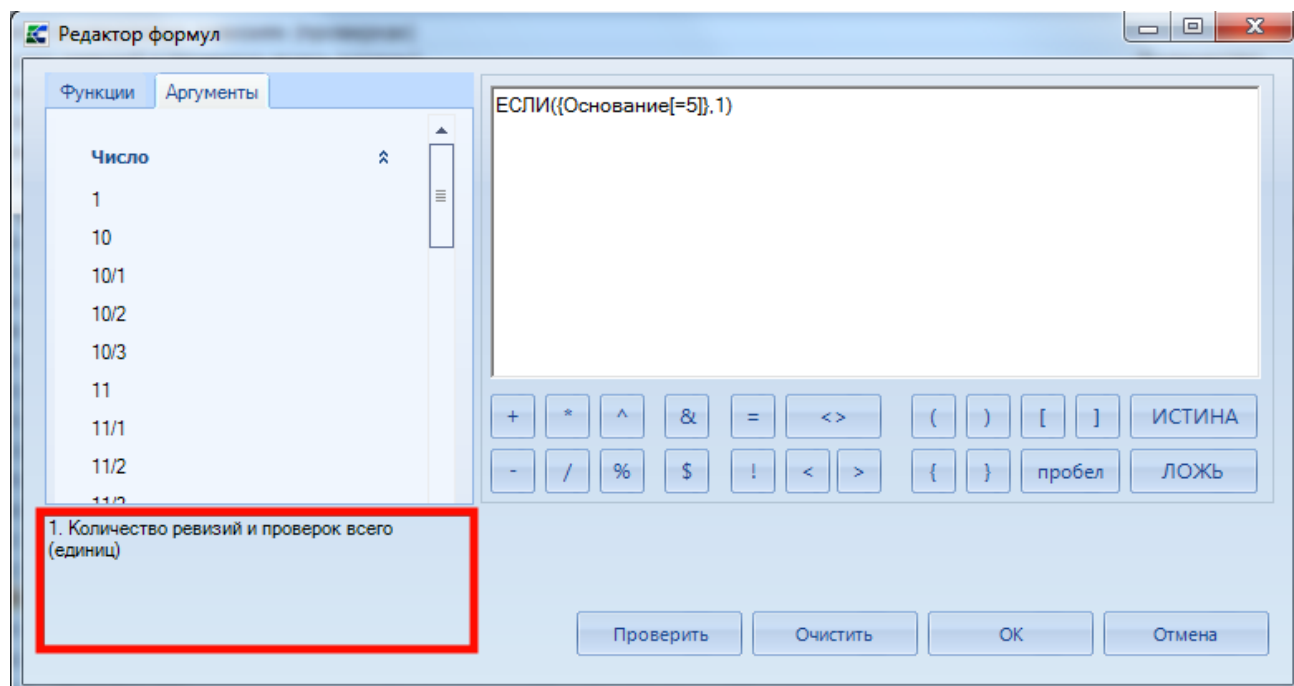 Редактор формул
Функции Аргументы
Число
1
10
10/1
10/2
10/3
11
11/1
11/2
1. Количество ревизий и проверок всего
(единиц)
ЕСЛИ({Основание[=5]},1)
+ * ^ & = <> ( ) [ ] ИСТИНА
- / % $ ! < > { } пробел ЛОЖЬ
Проверить Очистить ОК Отмена